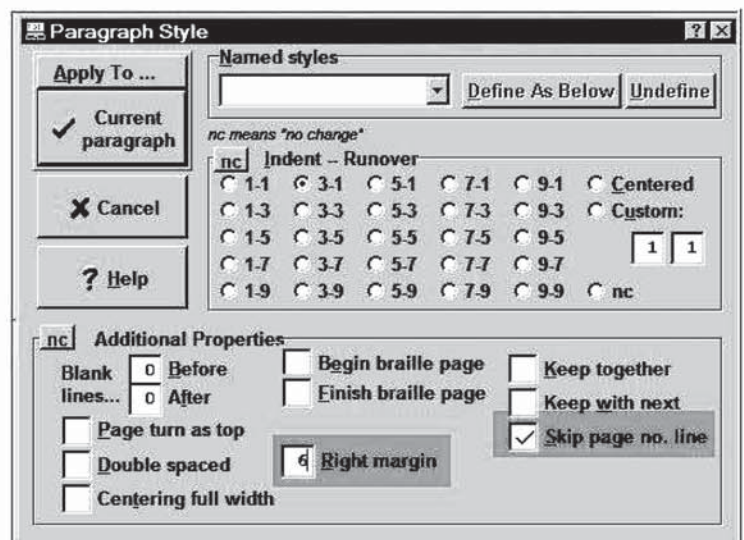 Paragraph Style
Apply To ...
Current paragraph
Cancel
Help
Named styles
Define As Below Undefine
nc means "no change"
nc Indent -- Runover
1-1 3-1 5-1 7-1 9-1 Centered
1-3 3-3 5-3 7-3 9-3 Custom:
1-5 3-5 5-5 7-5 9-5 1 1
1-7 3-7 5-7 7-7 9-7
1-9 3-9 5-9 7-9 9-9 nc
nc Additional Properties
Blank lines... 0 Before
0 After
Page turn as top
Double spaced
Centering full width
Begin braille page
Finish braille page
6 Right margin
Keep together
Keep with next
Skip page no. line